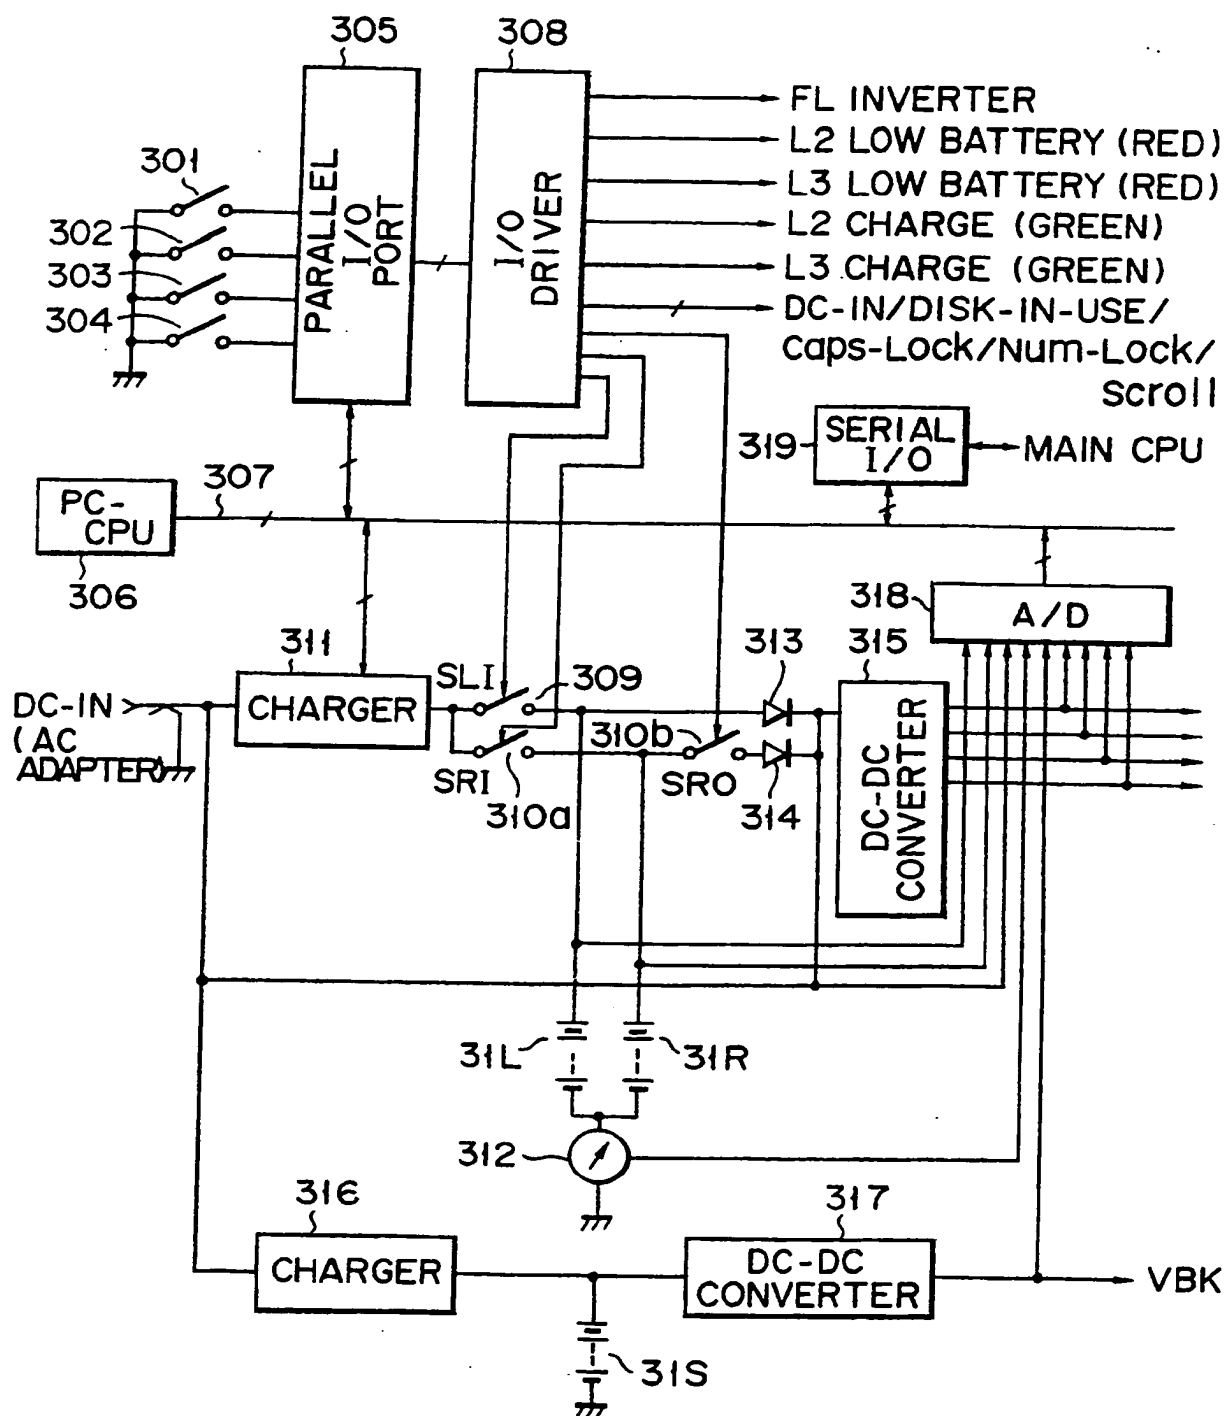 305
308
FL INVERTER
L2 LOW BATTERY (RED)
L3 LOW BATTERY (RED)
L2 CHARGE (GREEN)
L3 CHARGE (GREEN)
DC-IN/DISK-IN-USE/
Caps-Lock/Num-Lock/
Scroll
301
302
303
304
PARALLEL
I/O
PORT
I/O
DRIVER
319
SERIAL
I/O
MAIN CPU
307
PC-
CPU
306
318
A/D
311
CHARGER
SLI
309
313
315
DC-IN
(AC
ADAPTER)
SRI
310a
310b
SRO
314
DC-DC
CONVERTER
31L
31R
312
316
CHARGER
317
DC-DC
CONVERTER
VBK
31S